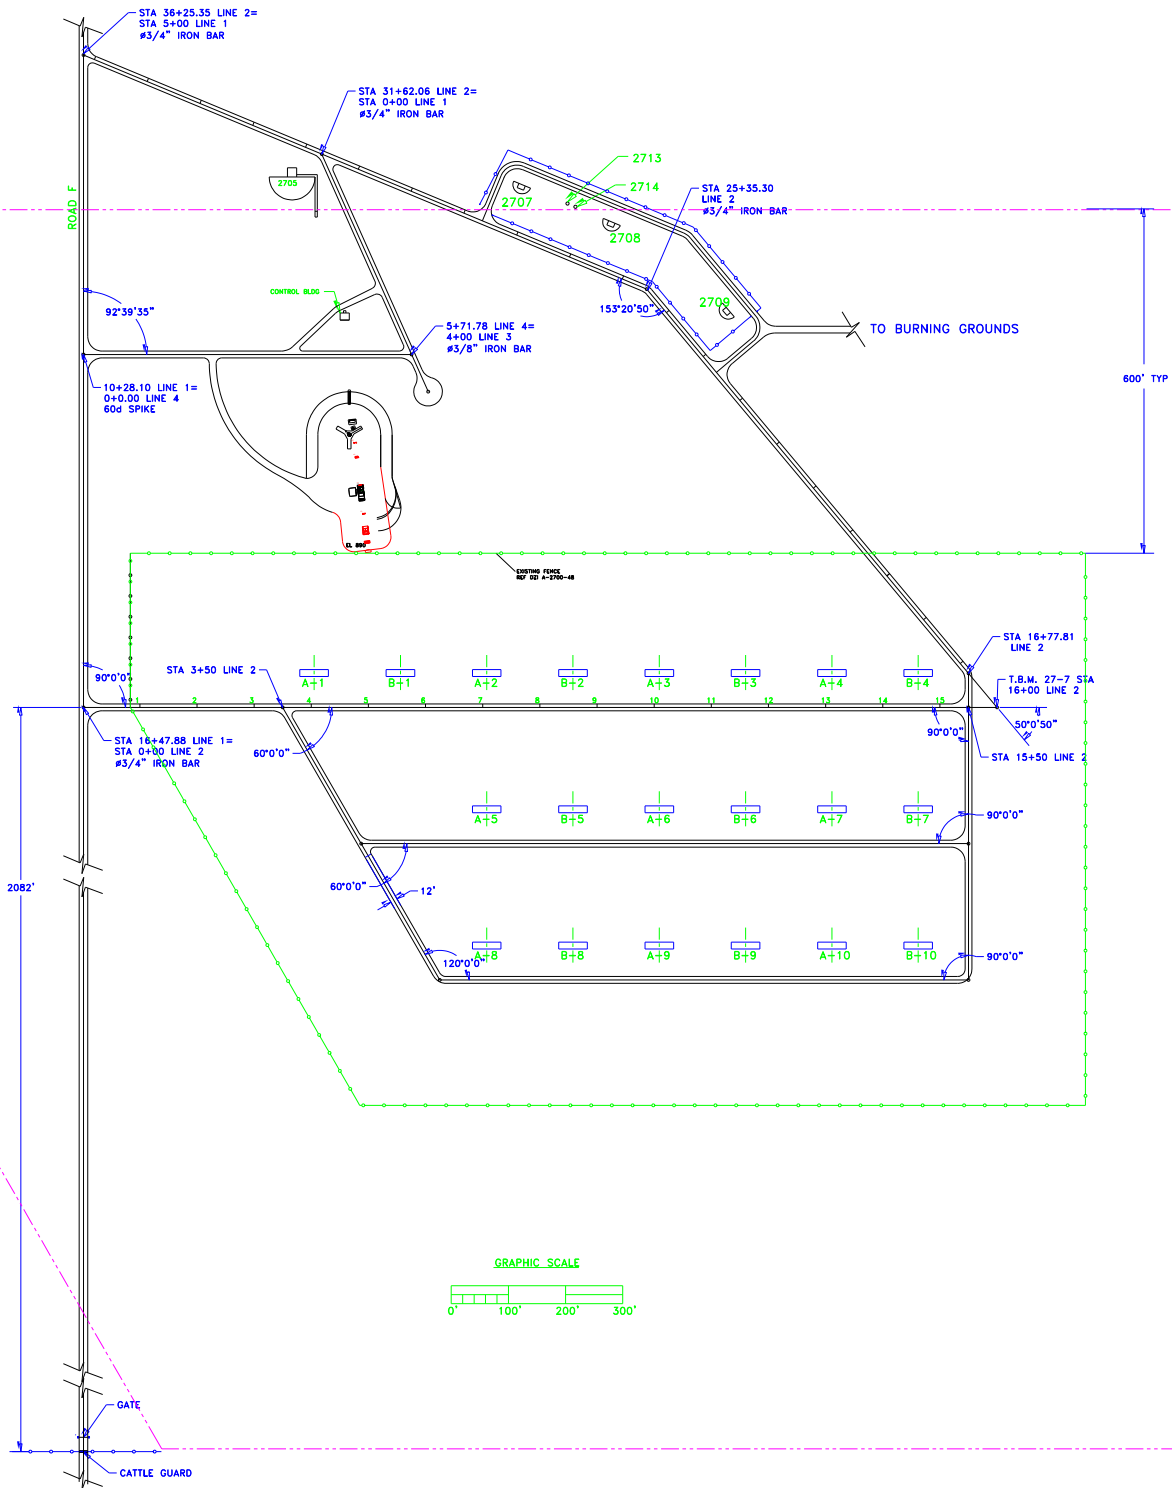 STA 36+25.35 LINE 2=
STA 5+00 LINE 1
ø3/4" IRON BAR
STA 31+62.06 LINE 2=
STA 0+00 LINE 1
ø3/4" IRON BAR
2713
2714
2705
2707
2708
2709
STA 25+35.30
LINE 2
ø3/4" IRON BAR
ROAD F
CONTROL BLDG
92°39'35"
153°20'50"
TO BURNING GROUNDS
5+71.78 LINE 4=
4+00 LINE 3
ø3/8" IRON BAR
600' TYP
10+28.10 LINE 1=
0+0.00 LINE 4
60d SPIKE
EXISTING FENCE
STA 16+77.81
LINE 2
STA 3+50 LINE 2
90°0'0"
A+1
B+1
A+2
B+2
A+3
B+3
A+4
B+4
T.B.M. 27-7 STA
16+00 LINE 2
1 2 3 4 5 6 7 8 9 10 11 12 13 14 15
STA 16+47.88 LINE 1=
STA 0+00 LINE 2
ø3/4" IRON BAR
60°0'0"
90°0'0"
50°0'50"
STA 15+50 LINE 2
A+5
B+5
A+6
B+6
A+7
B+7
90°0'0"
2082'
60°0'0"
12'
120°0'0"
A+8
B+8
A+9
B+9
A+10
B+10
90°0'0"
GRAPHIC SCALE
0' 100' 200' 300'
GATE
CATTLE GUARD